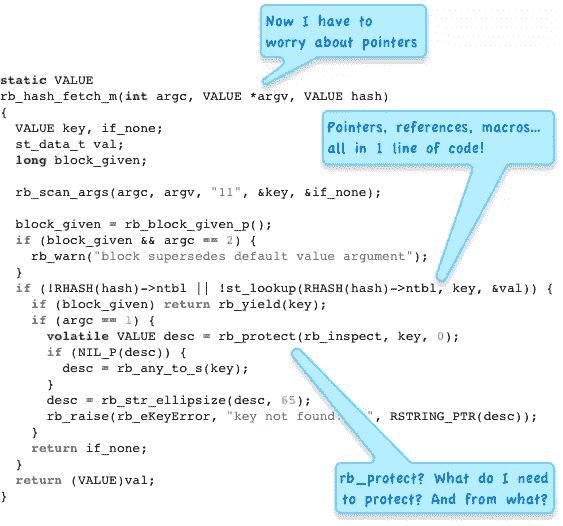 Now I have to
worry about pointers
static VALUE
rb_hash_fetch_m(int argc, VALUE *argv, VALUE hash)
{
VALUE key, if_none;
st_data_t val;
long block_given;
Pointers, references, macros...
all in 1 line of code!
rb_scan_args(argc, argv, "11", &key, &if_none);
block_given = rb_block_given_p();
if (block_given && argc == 2) {
rb_warn("block supersedes default value argument");
}
if (!RHASH(hash)->ntbl || !st_lookup(RHASH(hash)->ntbl, key, &val)) {
if (block_given) return rb_yield(key);
if (argc == 1) {
volatile VALUE desc = rb_protect(rb_inspect, key, 0);
if (NIL_P(desc)) {
desc = rb_any_to_s(key);
}
desc = rb_str_ellipsize(desc, 65);
rb_raise(rb_eKeyError, "key not found: ", RSTRING_PTR(desc));
}
return if_none;
}
return (VALUE)val;
}
rb_protect? What do I need
to protect? And from what?